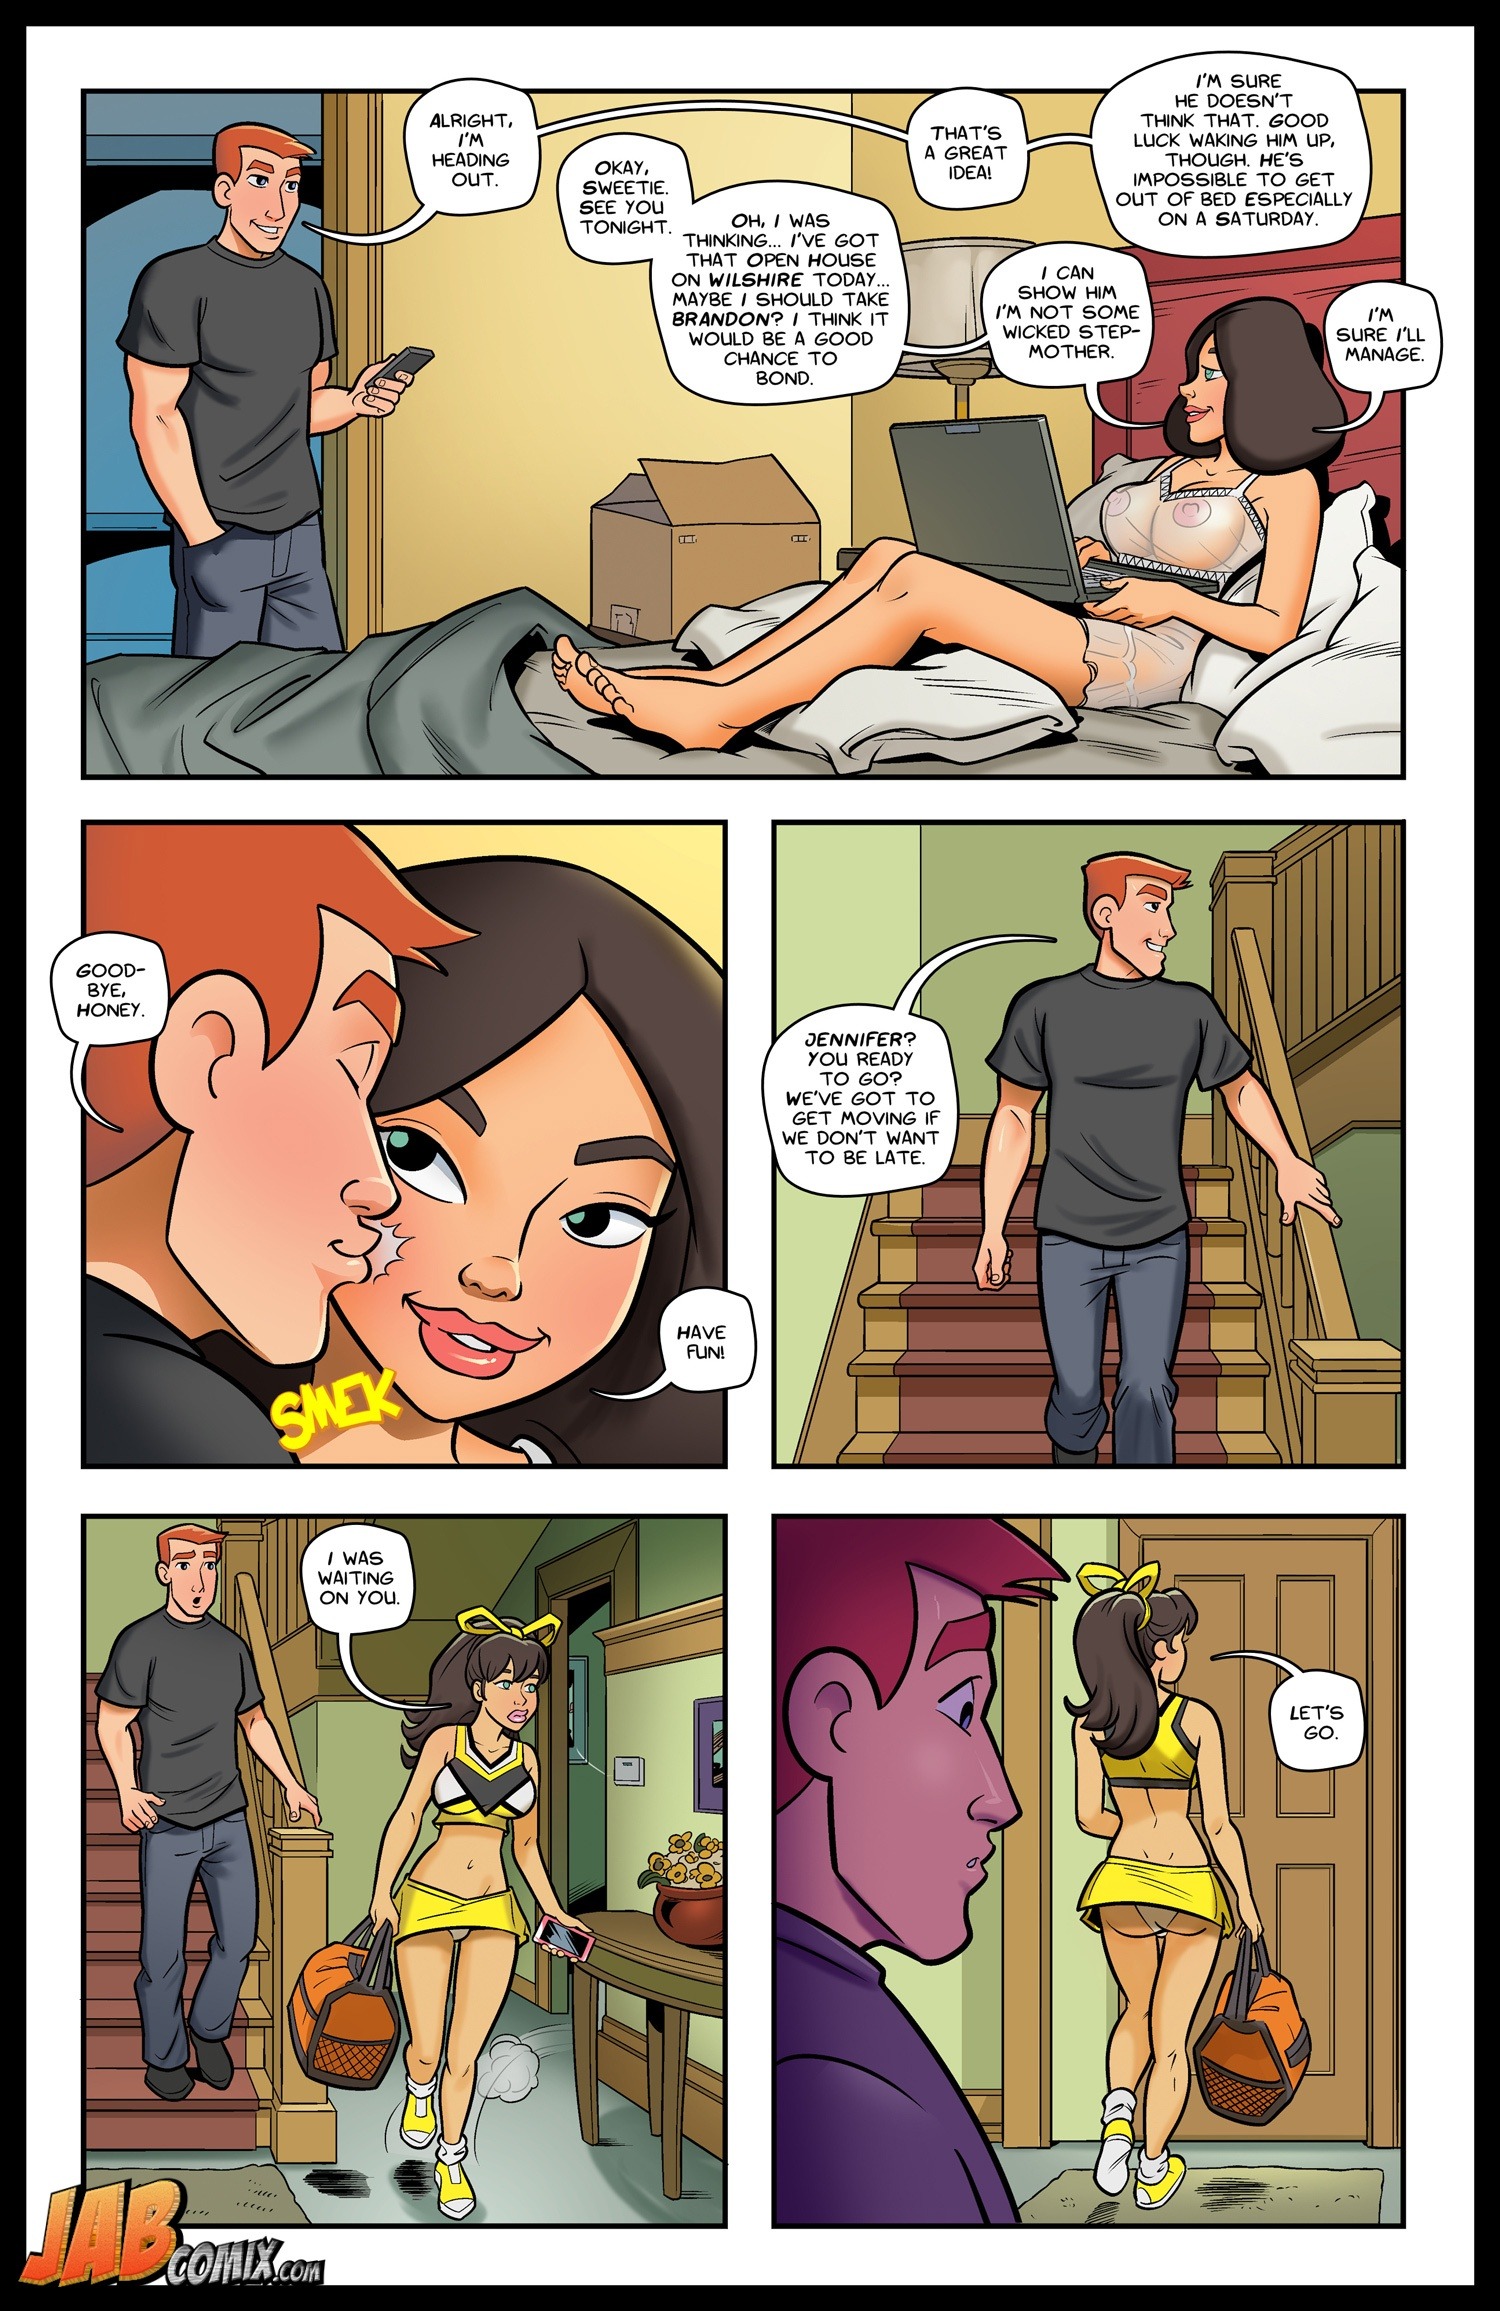 ALRIGHT,
I'M
HEADING
OUT.
OKAY,
SWEETIE.
SEE YOU
TONIGHT.
OH, I WAS
THINKING... I'VE GOT
THAT OPEN HOUSE
ON WILSHIRE TODAY...
MAYBE I SHOULD TAKE
BRANDON? I THINK IT
WOULD BE A GOOD
CHANCE TO
BOND.
THAT'S
A GREAT
IDEA!
I CAN
SHOW HIM
I'M NOT SOME
WICKED STEP-
MOTHER.
I'M SURE
HE DOESN'T
THINK THAT. GOOD
LUCK WAKING HIM UP,
THOUGH. HE'S
IMPOSSIBLE TO GET
OUT OF BED ESPECIALLY
ON A SATURDAY.
I'M
SURE I'LL
MANAGE.
GOOD-
BYE,
HONEY.
SMEK
HAVE
FUN!
JENNIFER?
YOU READY
TO GO?
WE'VE GOT TO
GET MOVING IF
WE DON'T WANT
TO BE LATE.
I WAS
WAITING
ON YOU.
LET'S
GO.
JAB
COMIX.COM